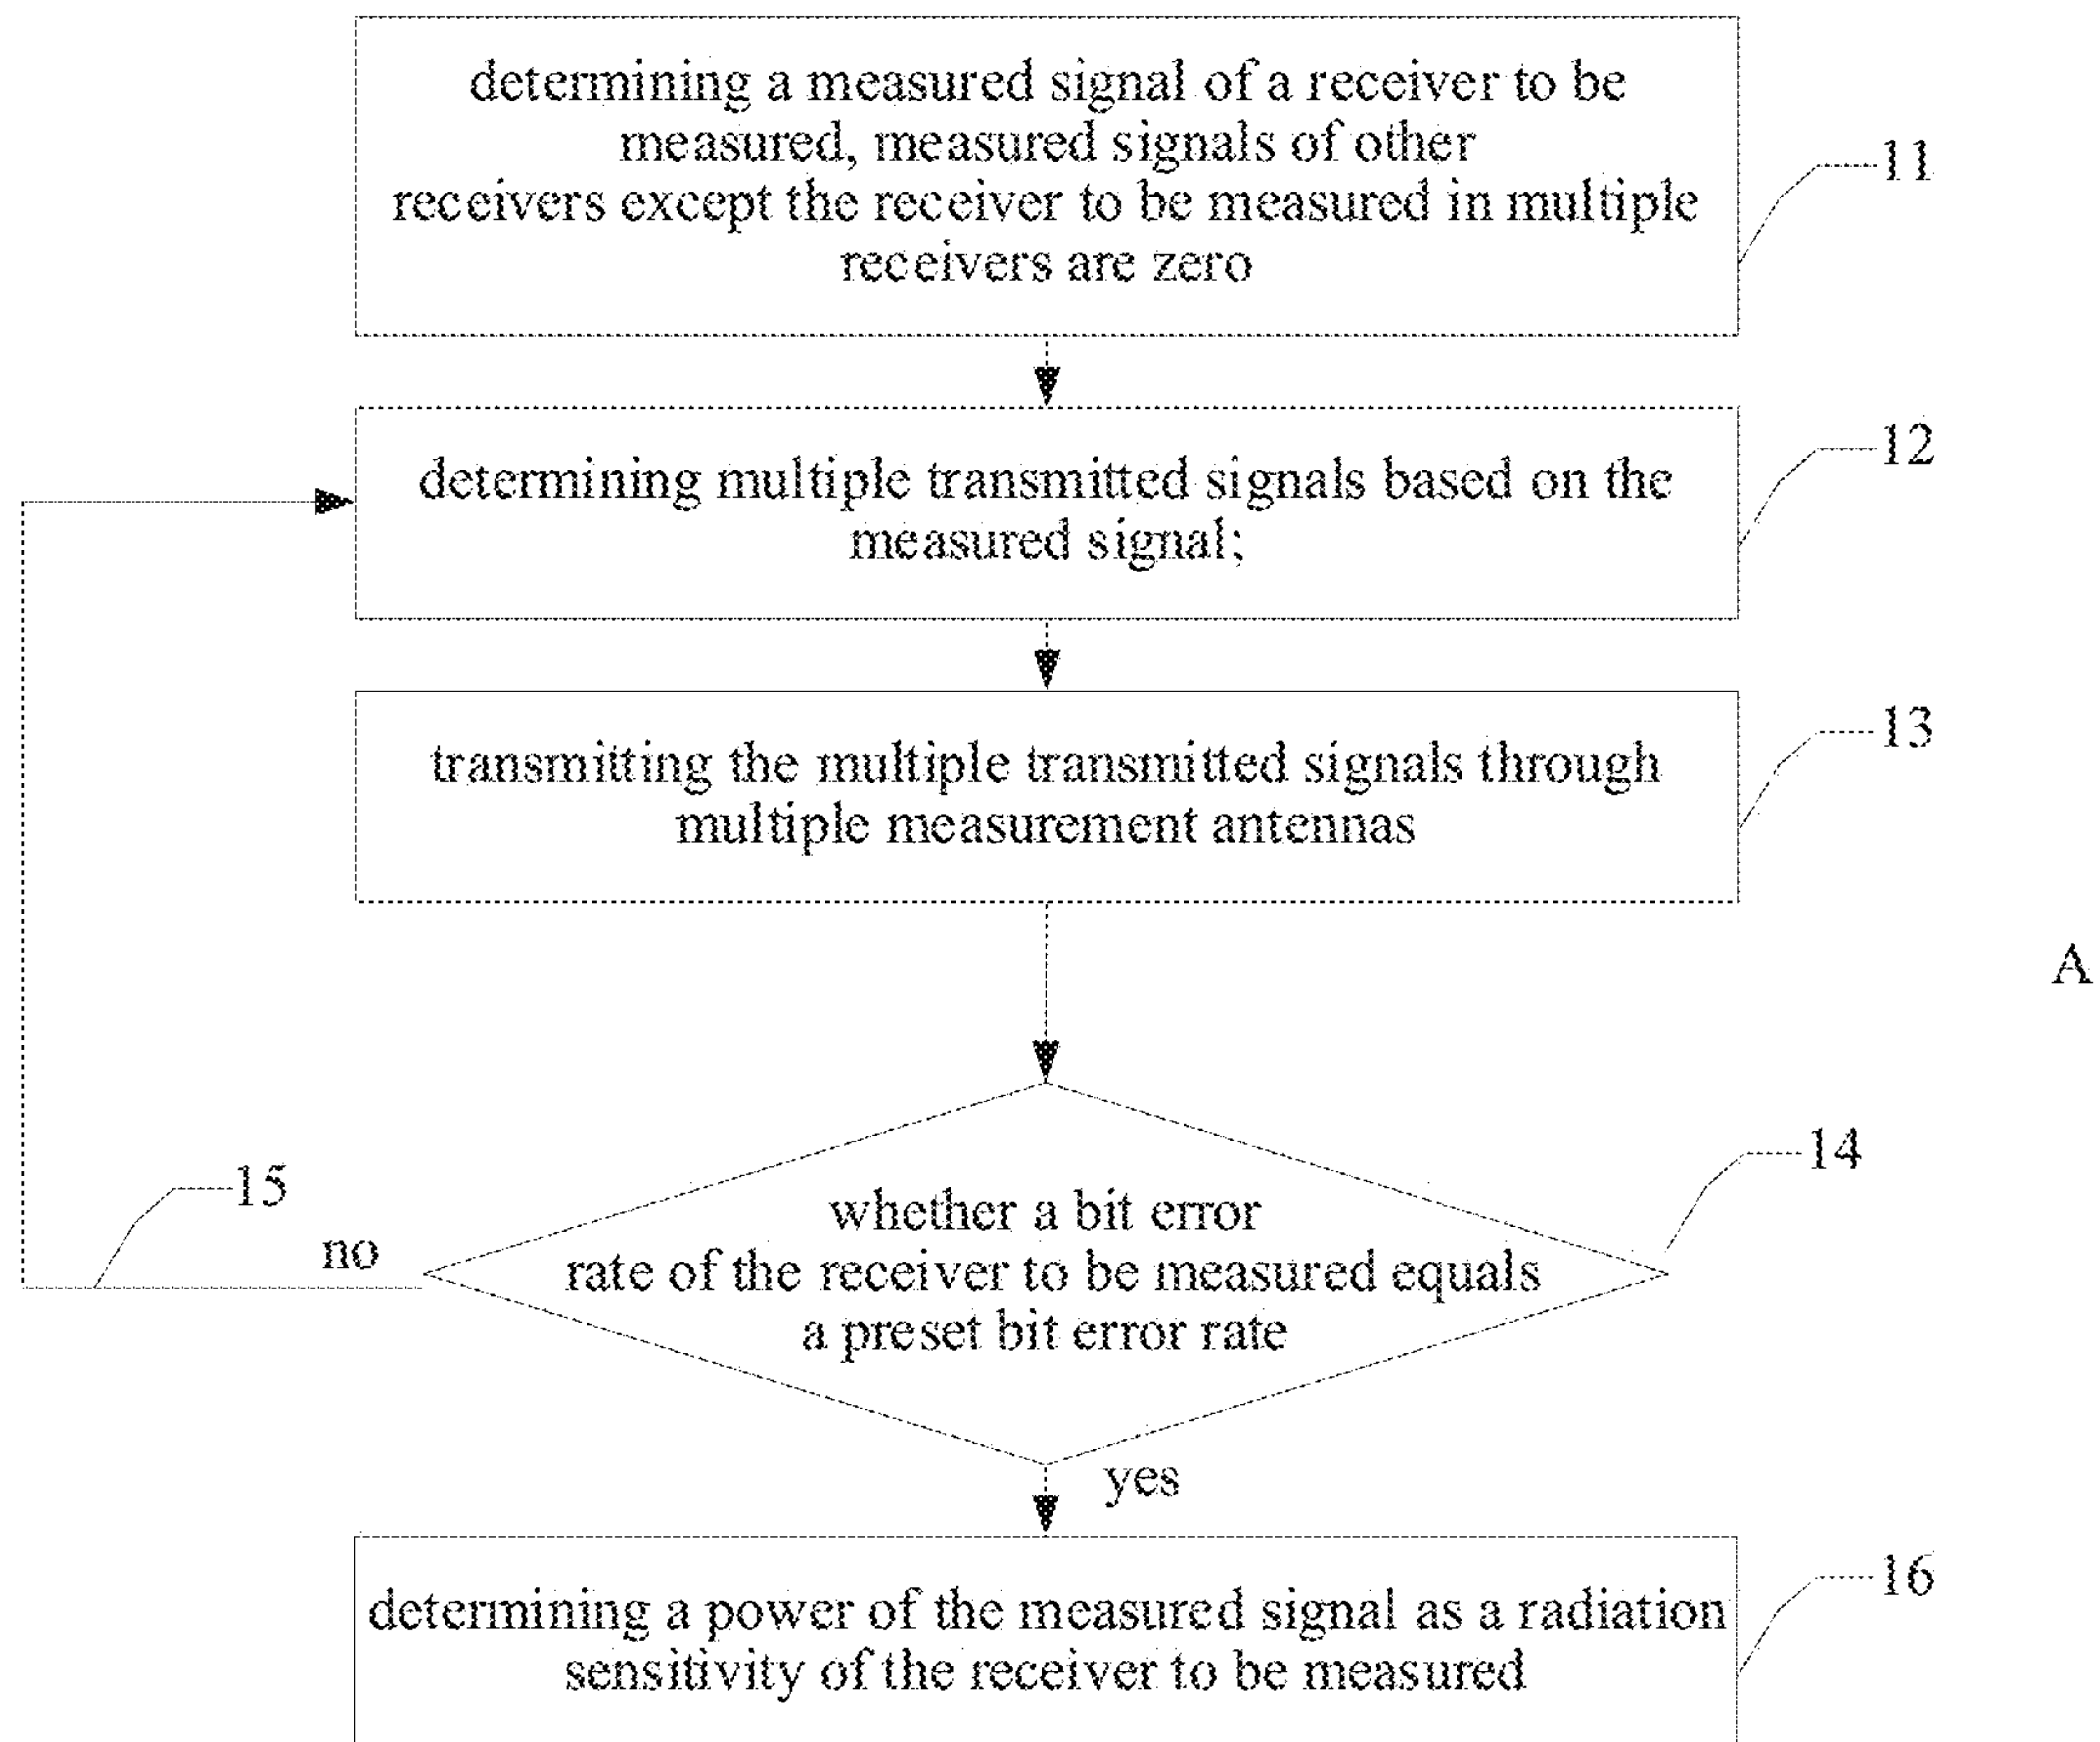 determining a measured signal of a receiver to be
measured, measured signals of other
receivers except the receiver to be measured in multiple
receivers are zero
11
determining multiple transmitted signals based on the
measured signal;
12
transmitting the multiple transmitted signals through
multiple measurement antennas
13
A
whether a bit error
rate of the receiver to be measured equals
a preset bit error rate
14
15
no
yes
determining a power of the measured signal as a radiation
sensitivity of the receiver to be measured
16